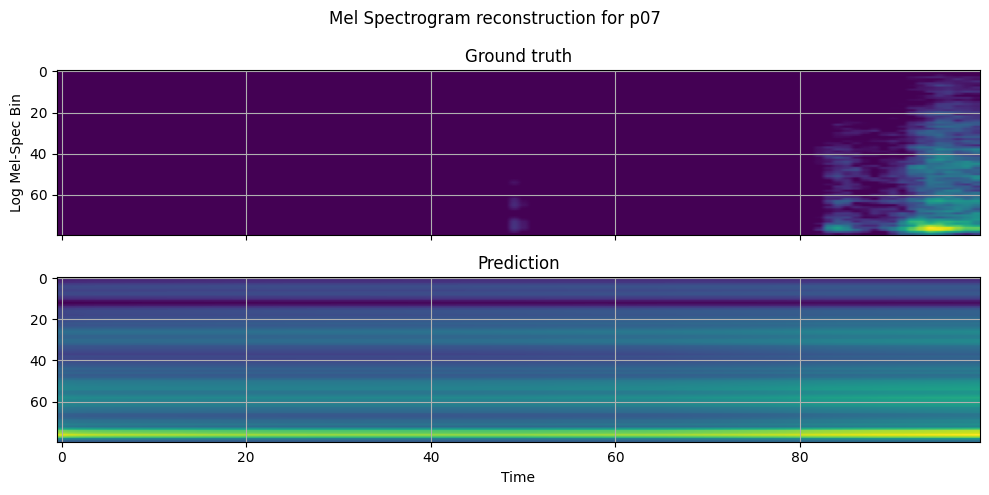 Mel Spectrogram reconstruction for p07
Ground truth
0
20
40
60
Log Mel-Spec Bin
Prediction
0
20
40
60
0 20 40 60 80
Time